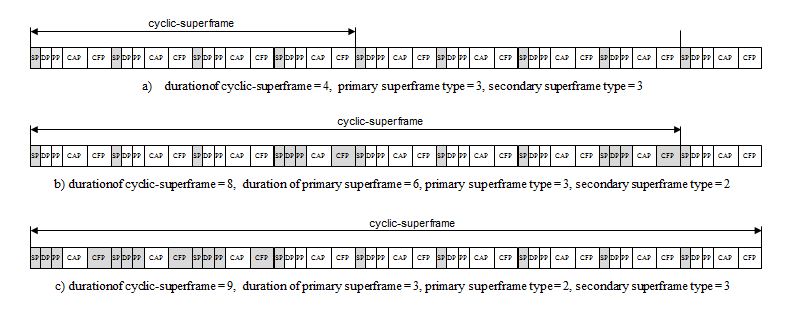 cyclic-superframe
SP DP PP CAP CFP SP DP PP CAP CFP SP DP PP CAP CFP SP DP PP CAP CFP SP DP PP CAP CFP SP DP PP CAP CFP SP DP PP CAP CFP SP DP PP CAP CFP SP DP PP CAP CFP
a) durationof cyclic-superframe = 4, primary superframe type = 3, secondary superframe type = 3
cyclic-superframe
SP DP PP CAP CFP SP DP PP CAP CFP SP DP PP CAP CFP SP DP PP CAP CFP SP DP PP CAP CFP SP DP PP CAP CFP SP DP PP CAP CFP SP DP PP CAP CFP SP DP PP CAP CFP
b) durationof cyclic-superframe = 8, duration of primary superframe = 6, primary superframe type = 3, secondary superframe type = 2
cyclic-superframe
SP DP PP CAP CFP SP DP PP CAP CFP SP DP PP CAP CFP SP DP PP CAP CFP SP DP PP CAP CFP SP DP PP CAP CFP SP DP PP CAP CFP SP DP PP CAP CFP SP DP PP CAP CFP
c) durationof cyclic-superframe = 9, duration of primary superframe = 3, primary superframe type = 2, secondary superframe type = 3